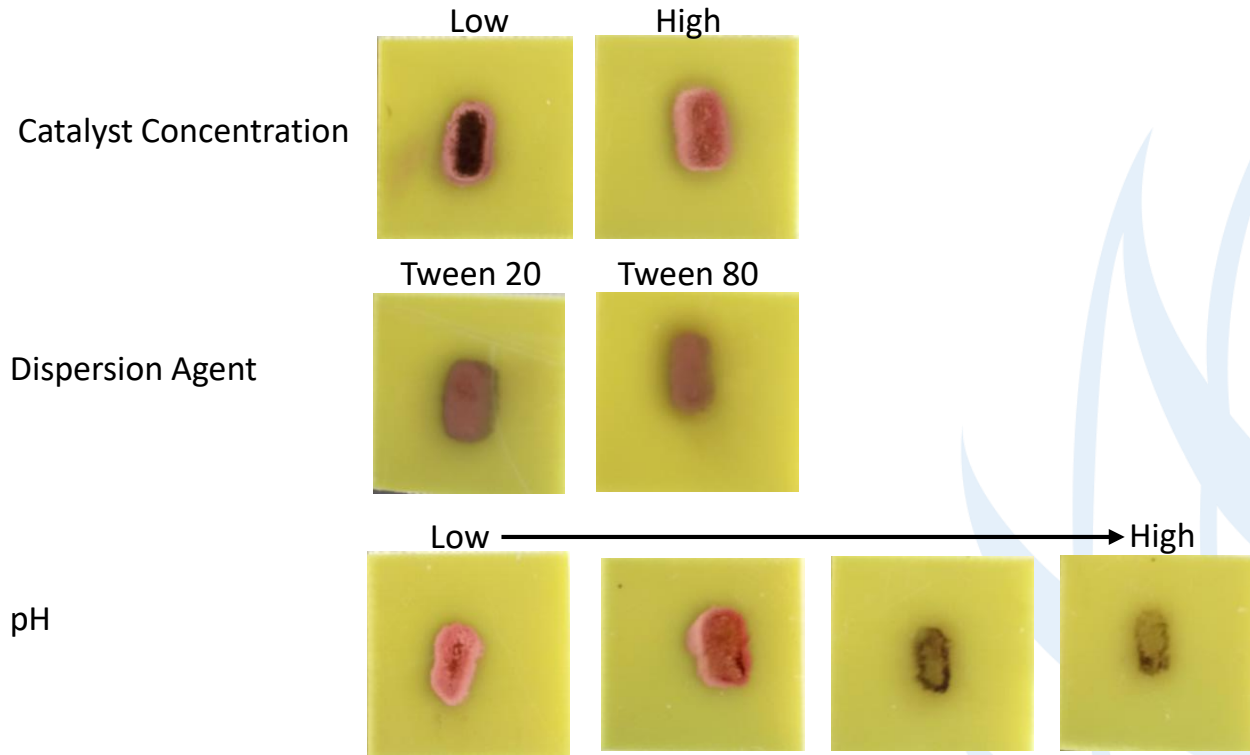 Low High
Catalyst Concentration
Tween 20 Tween 80
Dispersion Agent
Low High
pH